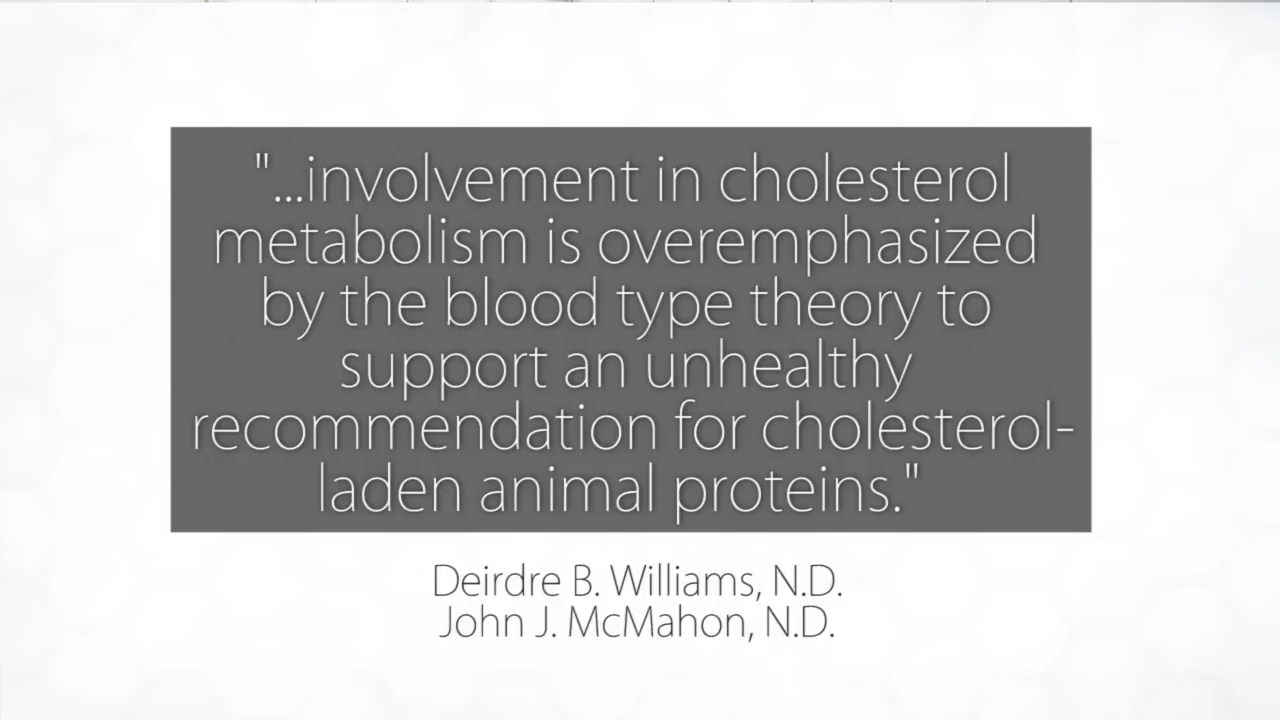 "...involvement in cholesterol
metabolism is overemphasized
by the blood type theory to
support an unhealthy
recommendation for cholesterol-
laden animal proteins."
Deirdre B. Williams, N.D.
John J. McMahon, N.D.